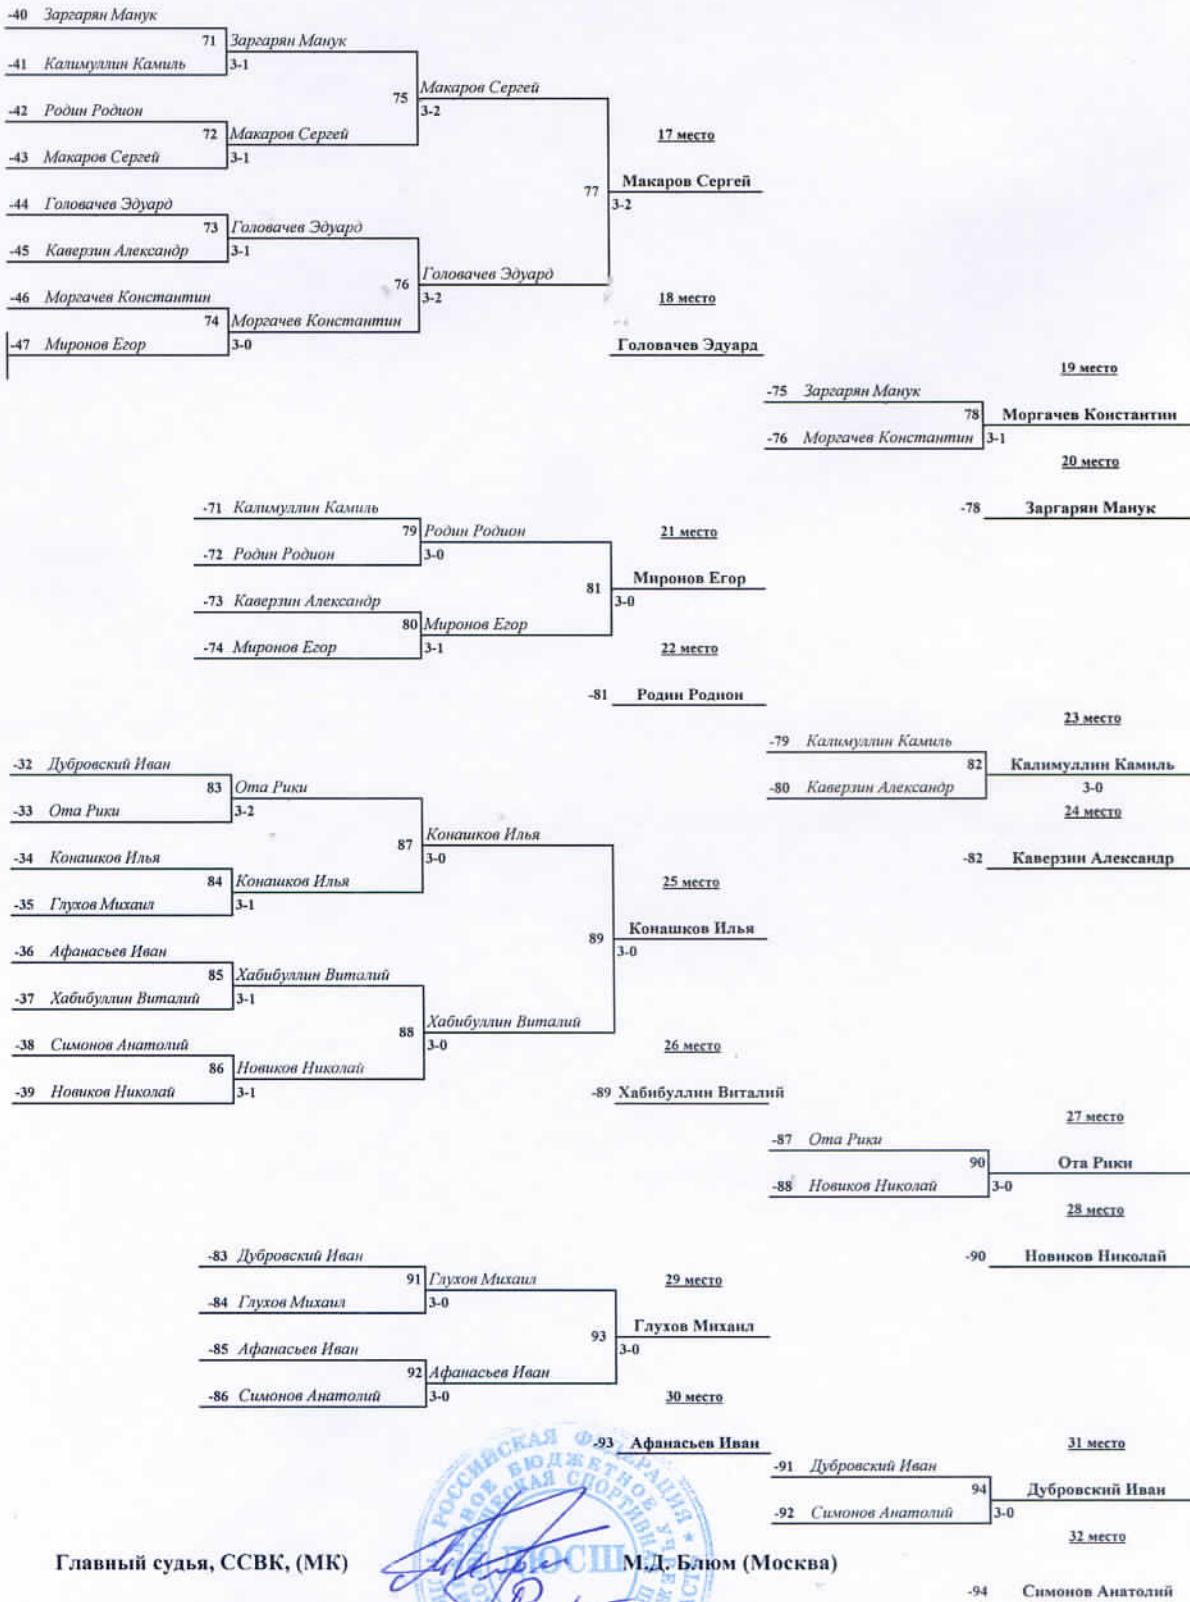 -40 Заргарян Манук
71 Заргарян Манук
-41 Калимуллин Камиль 3-1
75 Макаров Сергей
3-2
-42 Родин Родион
72 Макаров Сергей
-43 Макаров Сергей 3-1
17 место
77 Макаров Сергей
3-2
-44 Головачев Эдуард
73 Головачев Эдуард
-45 Каверзин Александр 3-1
76 Головачев Эдуард
3-2
-46 Моргачев Константин
74 Моргачев Константин
-47 Миронов Егор 3-0
18 место
Головачев Эдуард
19 место
-75 Заргарян Манук
78 Моргачев Константин
-76 Моргачев Константин 3-1
20 место
-78 Заргарян Манук
-71 Калимуллин Камиль
79 Родин Родион
-72 Родин Родион 3-0
21 место
81 Миронов Егор
3-0
-73 Каверзин Александр
80 Миронов Егор
-74 Миронов Егор 3-1
22 место
-81 Родин Родион
23 место
-79 Калимуллин Камиль
82 Калимуллин Камиль
-80 Каверзин Александр 3-0
24 место
-82 Каверзин Александр
-32 Дубровский Иван
83 Ота Рики
-33 Ота Рики 3-2
87 Конашков Илья
3-0
-34 Конашков Илья
84 Конашков Илья
-35 Глухов Михаил 3-1
25 место
89 Конашков Илья
3-0
-36 Афанасьев Иван
85 Хабибуллин Виталий
-37 Хабибуллин Виталий 3-1
88 Хабибуллин Виталий
3-0
-38 Симонов Анатолий
86 Новиков Николай
-39 Новиков Николай 3-1
26 место
-89 Хабибуллин Виталий
27 место
-87 Ота Рики
90 Ота Рики
-88 Новиков Николай 3-0
28 место
-90 Новиков Николай
-83 Дубровский Иван
91 Глухов Михаил
-84 Глухов Михаил 3-0
29 место
93 Глухов Михаил
3-0
-85 Афанасьев Иван
92 Афанасьев Иван
-86 Симонов Анатолий 3-0
30 место
-93 Афанасьев Иван
31 место
-91 Дубровский Иван
94 Дубровский Иван
-92 Симонов Анатолий 3-0
32 место
-94 Симонов Анатолий
Главный судья, ССВК, (МК) М.Д. Блюм (Москва)
РОССИЙСКАЯ ФЕДЕРАЦИЯ
БЮДЖЕТНОЕ
ДЮСШ